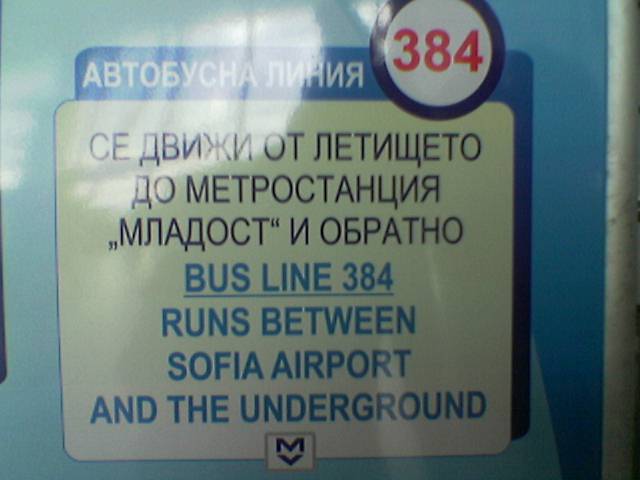 384
АВТОБУСНА ЛИНИЯ
СЕ ДВИЖИ ОТ ЛЕТИЩЕТО
ДО МЕТРОСТАНЦИЯ
„МЛАДОСТ“ И ОБРАТНО
BUS LINE 384
RUNS BETWEEN
SOFIA AIRPORT
AND THE UNDERGROUND
M